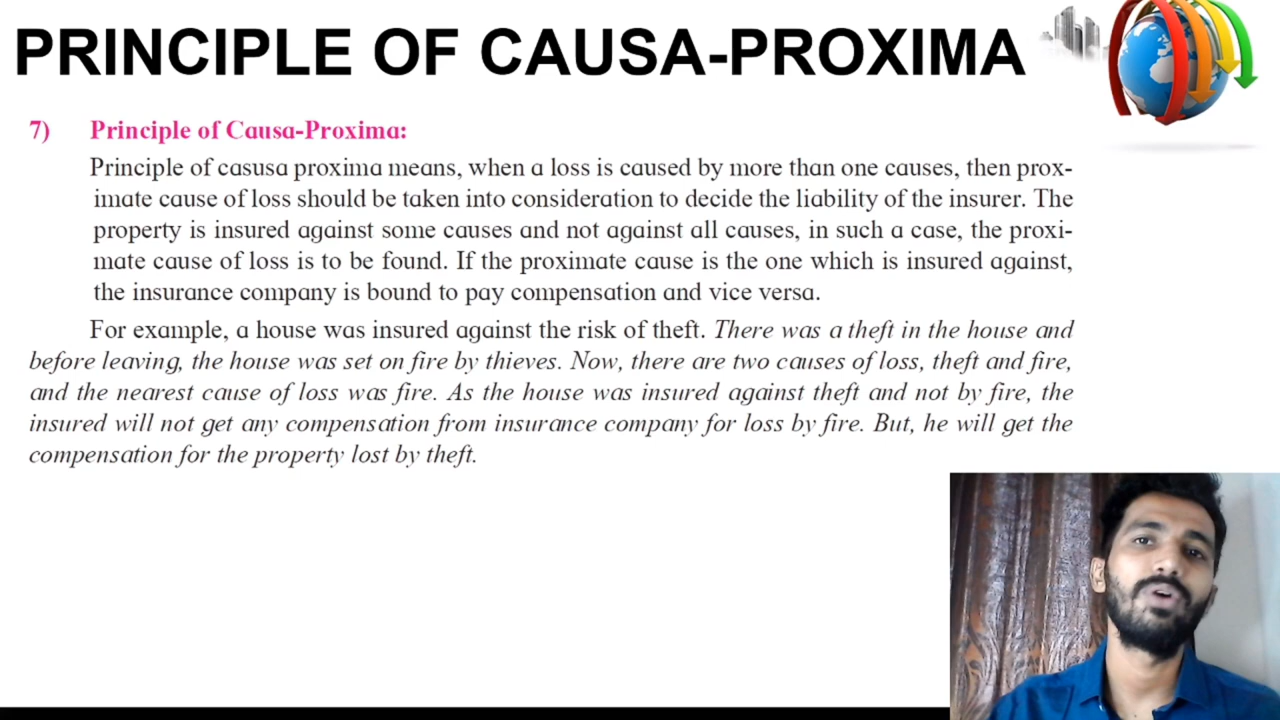 PRINCIPLE OF CAUSA-PROXIMA
7) Principle of Causa-Proxima:
Principle of casusa proxima means, when a loss is caused by more than one causes, then prox-
imate cause of loss should be taken into consideration to decide the liability of the insurer. The
property is insured against some causes and not against all causes, in such a case, the proxi-
mate cause of loss is to be found. If the proximate cause is the one which is insured against,
the insurance company is bound to pay compensation and vice versa.
For example, a house was insured against the risk of theft. There was a theft in the house and
before leaving, the house was set on fire by thieves. Now, there are two causes of loss, theft and fire,
and the nearest cause of loss was fire. As the house was insured against theft and not by fire, the
insured will not get any compensation from insurance company for loss by fire. But, he will get the
compensation for the property lost by theft.